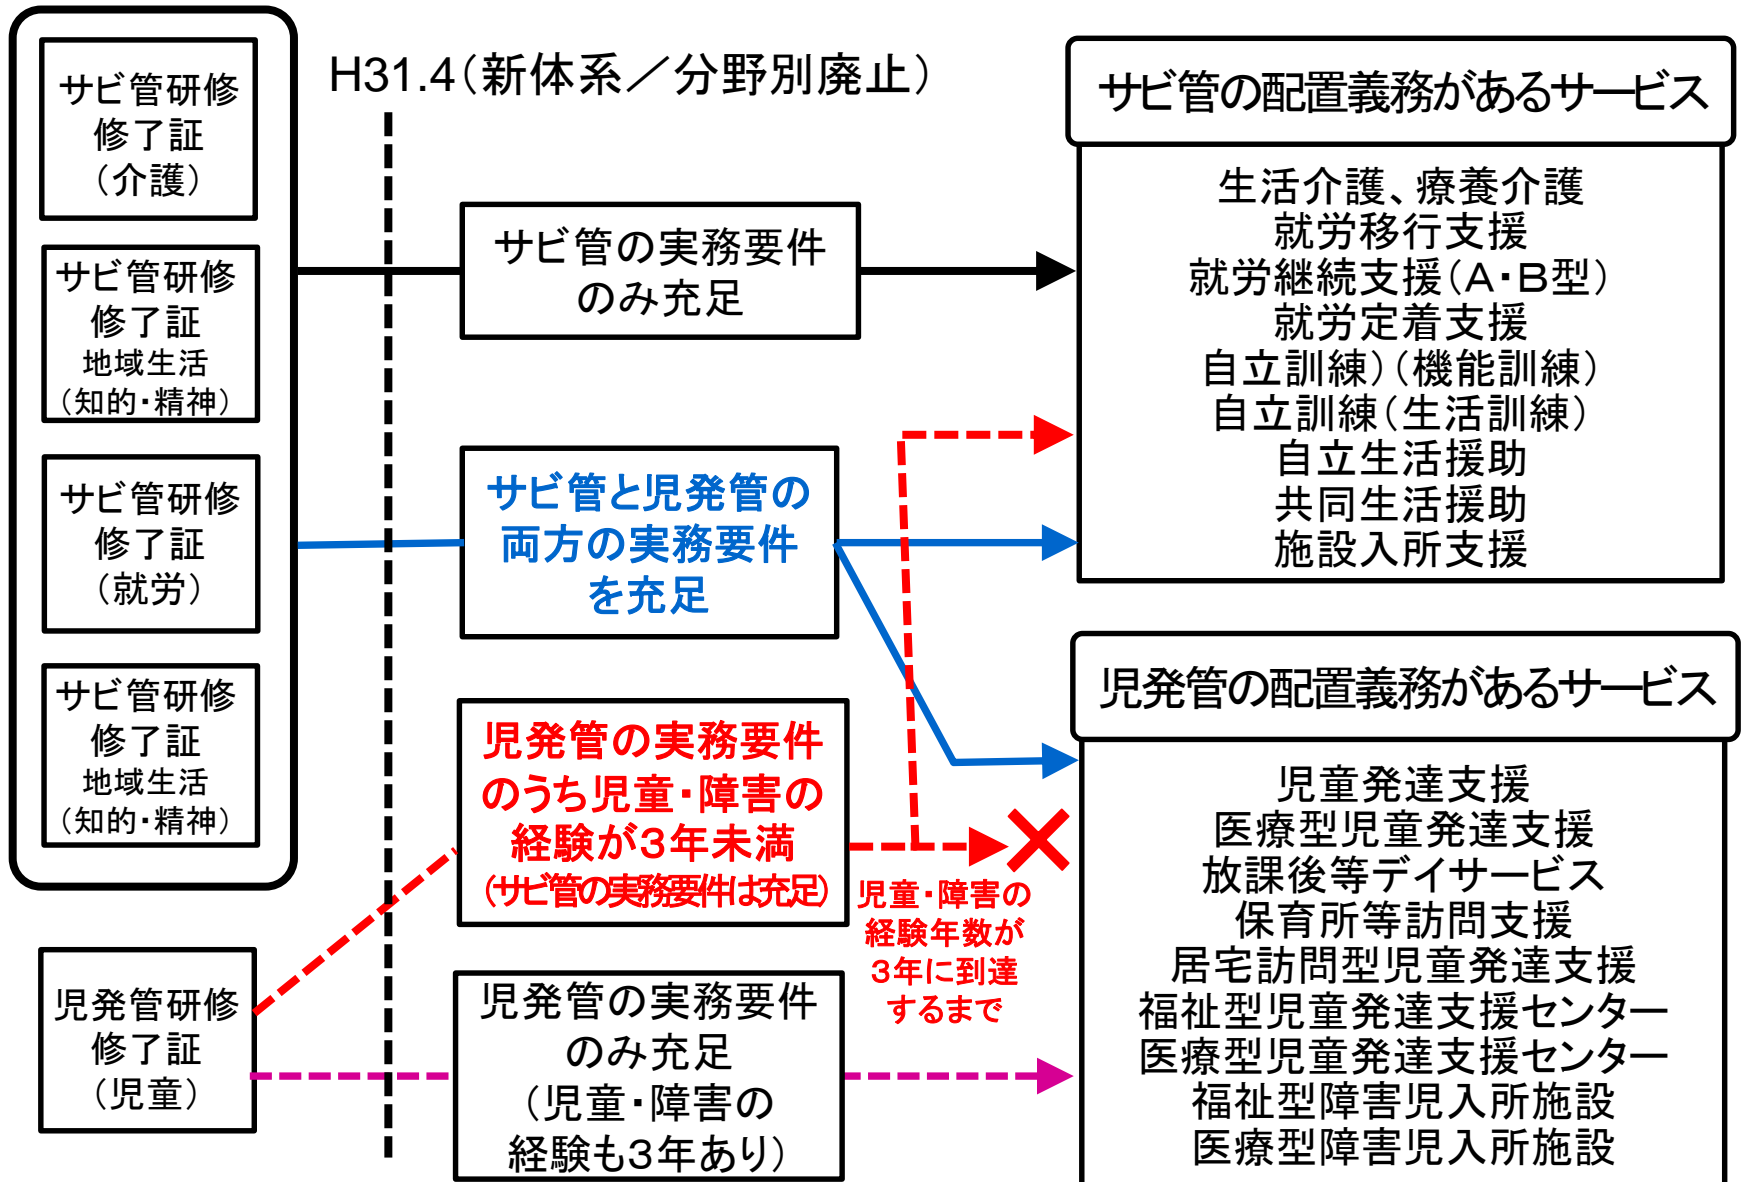 サビ管研修
修了証
（介護）
サビ管研修
修了証
地域生活
（知的・精神）
サビ管研修
修了証
（就労）
サビ管研修
修了証
地域生活
（知的・精神）
児発管研修
修了証
（児童）
H31.4（新体系／分野別廃止）
サビ管の実務要件
のみ充足
サビ管と児発管の
両方の実務要件
を充足
児発管の実務要件
のうち児童・障害の
経験が３年未満
（サビ管の実務要件は充足）
児発管の実務要件
のみ充足
（児童・障害の
経験も３年あり）
児童・障害の
経験年数が
３年に到達
するまで
サビ管の配置義務があるサービス
生活介護、療養介護
就労移行支援
就労継続支援（Ａ・Ｂ型）
就労定着支援
自立訓練）（機能訓練）
自立訓練（生活訓練）
自立生活援助
共同生活援助
施設入所支援
児発管の配置義務があるサービス
児童発達支援
医療型児童発達支援
放課後等デイサービス
保育所等訪問支援
居宅訪問型児童発達支援
福祉型児童発達支援センター
医療型児童発達支援センター
福祉型障害児入所施設
医療型障害児入所施設